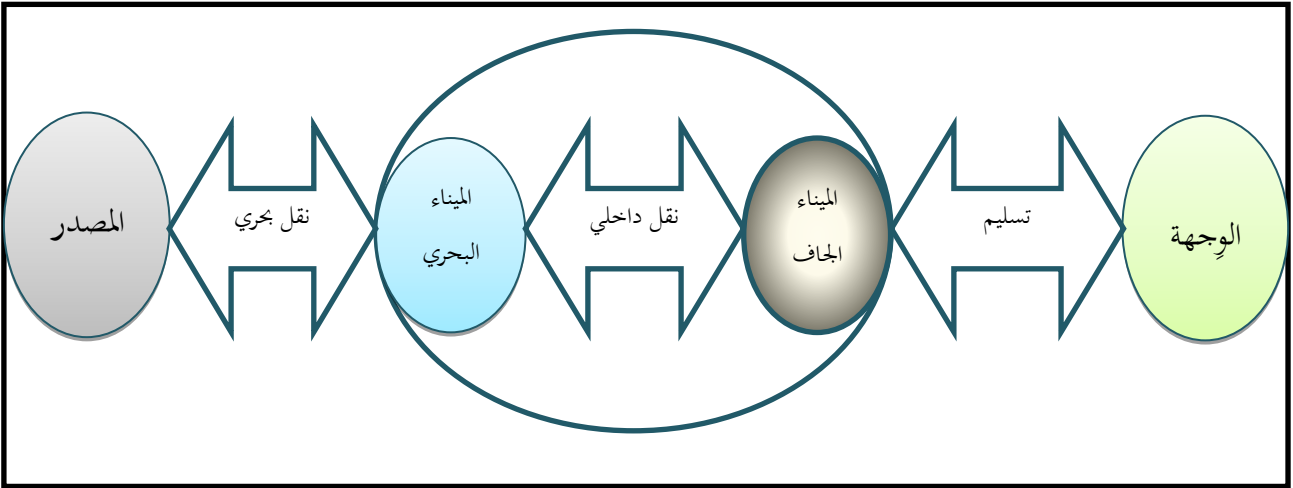 المصدر
نقل بحري
الميناء
البحري
نقل داخلي
الميناء
الجاف
تسليم
الوِجهة